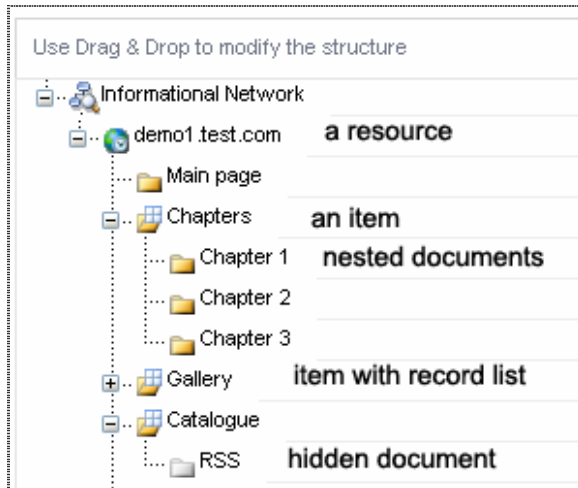 Use Drag & Drop to modify the structure
Informational Network
demo1.test.com a resource
Main page
Chapters an item
Chapter 1 nested documents
Chapter 2
Chapter 3
Gallery item with record list
Catalogue
RSS hidden document